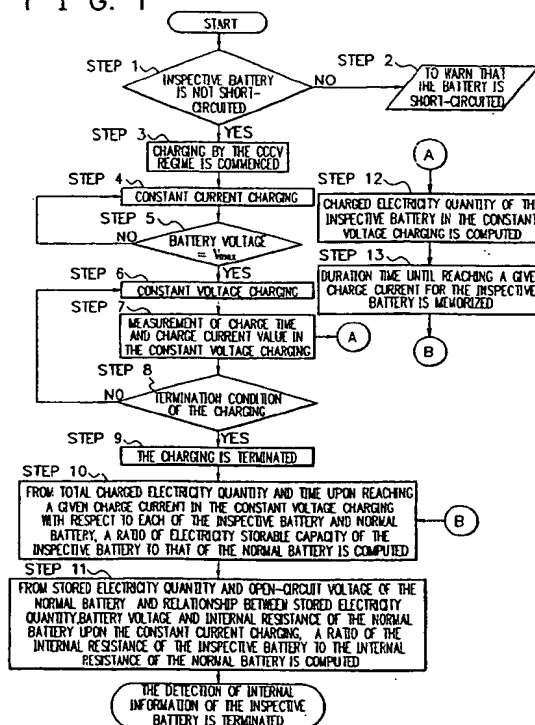 F I G. 1
START
STEP 1
INSPECTIVE BATTERY
IS NOT SHORT-
CIRCUITED
NO
STEP 2
TO WARN THAT
THE BATTERY IS
SHORT-CIRCUITED
YES
STEP 3
CHARGING BY THE CCCV
REGIME IS COMMENCED
STEP 4
CONSTANT CURRENT CHARGING
STEP 5
BATTERY VOLTAGE
= Vmax
NO
YES
STEP 6
CONSTANT VOLTAGE CHARGING
STEP 7
MEASUREMENT OF CHARGE TIME
AND CHARGE CURRENT VALUE IN
THE CONSTANT VOLTAGE CHARGING
A
STEP 8
TERMINATION CONDITION
OF THE CHARGING
NO
YES
STEP 9
THE CHARGING IS TERMINATED
STEP 10
FROM TOTAL CHARGED ELECTRICITY QUANTITY AND TIME UPON REACHING
A GIVEN CHARGE CURRENT IN THE CONSTANT VOLTAGE CHARGING
WITH RESPECT TO EACH OF THE INSPECTIVE BATTERY AND NORMAL
BATTERY, A RATIO OF ELECTRICITY STORABLE CAPACITY OF THE
INSPECTIVE BATTERY TO THAT OF THE NORMAL BATTERY IS COMPUTED
B
STEP 11
FROM STORED ELECTRICITY QUANTITY AND OPEN-CIRCUIT VOLTAGE OF THE
NORMAL BATTERY AND RELATIONSHIP BETWEEN STORED ELECTRICITY
QUANTITY,BATTERY VOLTAGE AND INTERNAL RESISTANCE OF THE NORMAL
BATTERY UPON THE CONSTANT CURRENT CHARGING, A RATIO OF THE
INTERNAL RESISTANCE OF THE INSPECTIVE BATTERY TO THE INTERNAL
RESISTANCE OF THE NORMAL BATTERY IS COMPUTED
THE DETECTION OF INTERNAL
INFORMATION OF THE INSPECTIVE
BATTERY IS TERMINATED
A
STEP 12
CHARGED ELECTRICITY QUANTITY OF THE
INSPECTIVE BATTERY IN THE CONSTANT
VOLTAGE CHARGING IS COMPUTED
STEP 13
DURATION TIME UNTIL REACHING A GIVEN
CHARGE CURRENT FOR THE INSPECTIVE
BATTERY IS MEMORIZED
B